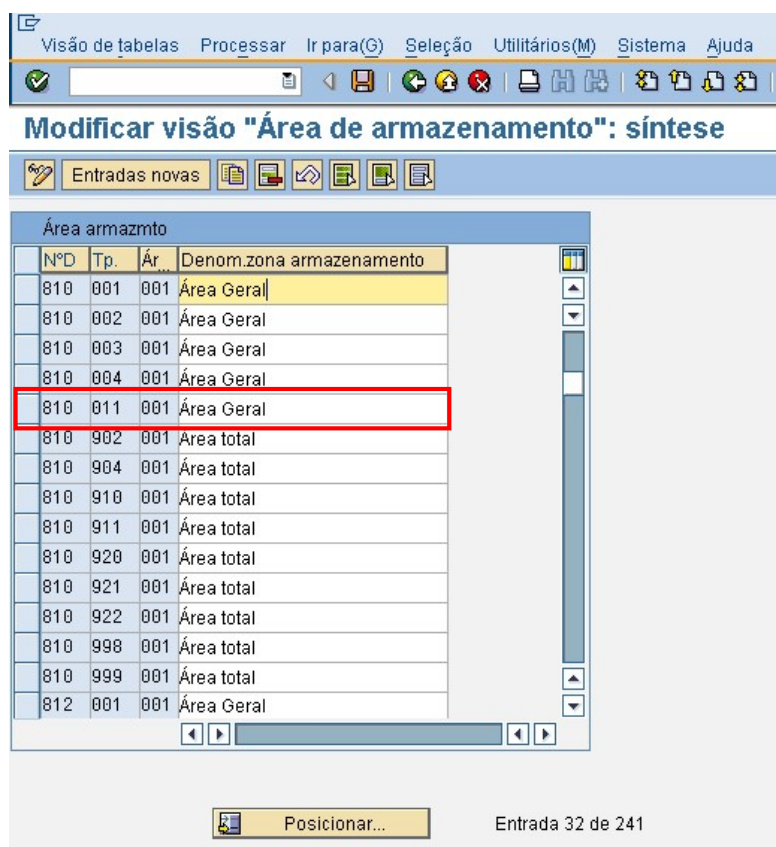 Visão de tabelas Processar Ir para(G) Seleção Utilitários(M) Sistema Ajuda
Modificar visão "Área de armazenamento": síntese
Entradas novas
Área armazmto
NºD Tp. Ár... Denom.zona armazenamento
810 001 001 Área Geral
810 002 001 Área Geral
810 003 001 Área Geral
810 004 001 Área Geral
810 011 001 Área Geral
810 902 001 Área total
810 904 001 Área total
810 910 001 Área total
810 911 001 Área total
810 920 001 Área total
810 921 001 Área total
810 922 001 Área total
810 998 001 Área total
810 999 001 Área total
812 001 001 Área Geral
Posicionar... Entrada 32 de 241